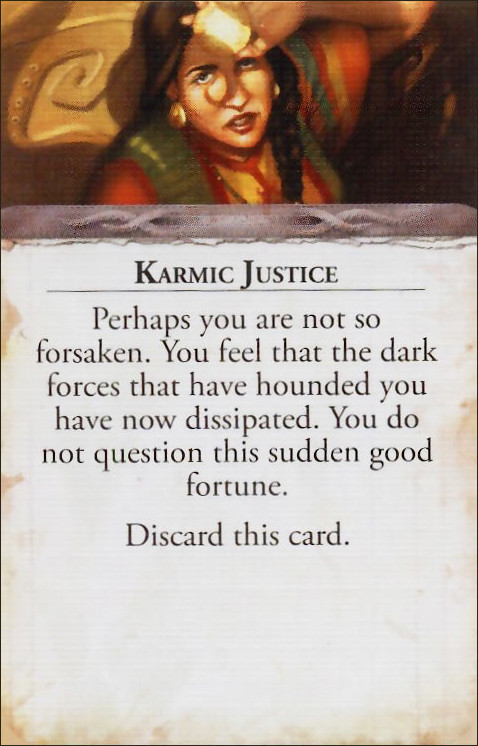 KARMIC JUSTICE
Perhaps you are not so
forsaken. You feel that the dark
forces that have hounded you
have now dissipated. You do
not question this sudden good
fortune.
Discard this card.